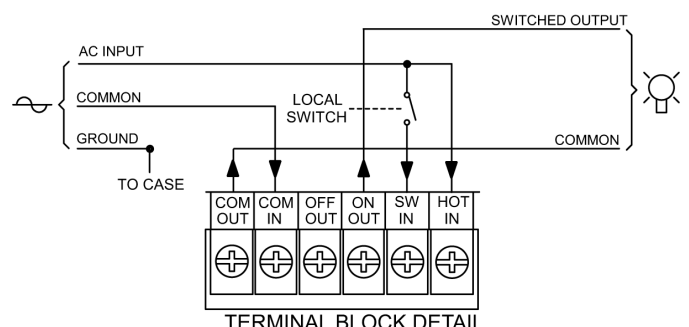 SWITCHED OUTPUT
AC INPUT
COMMON
LOCAL
SWITCH
GROUND
COMMON
TO CASE
COM OUT
COM IN
OFF OUT
ON OUT
SW IN
HOT IN
TERMINAL BLOCK DETAIL